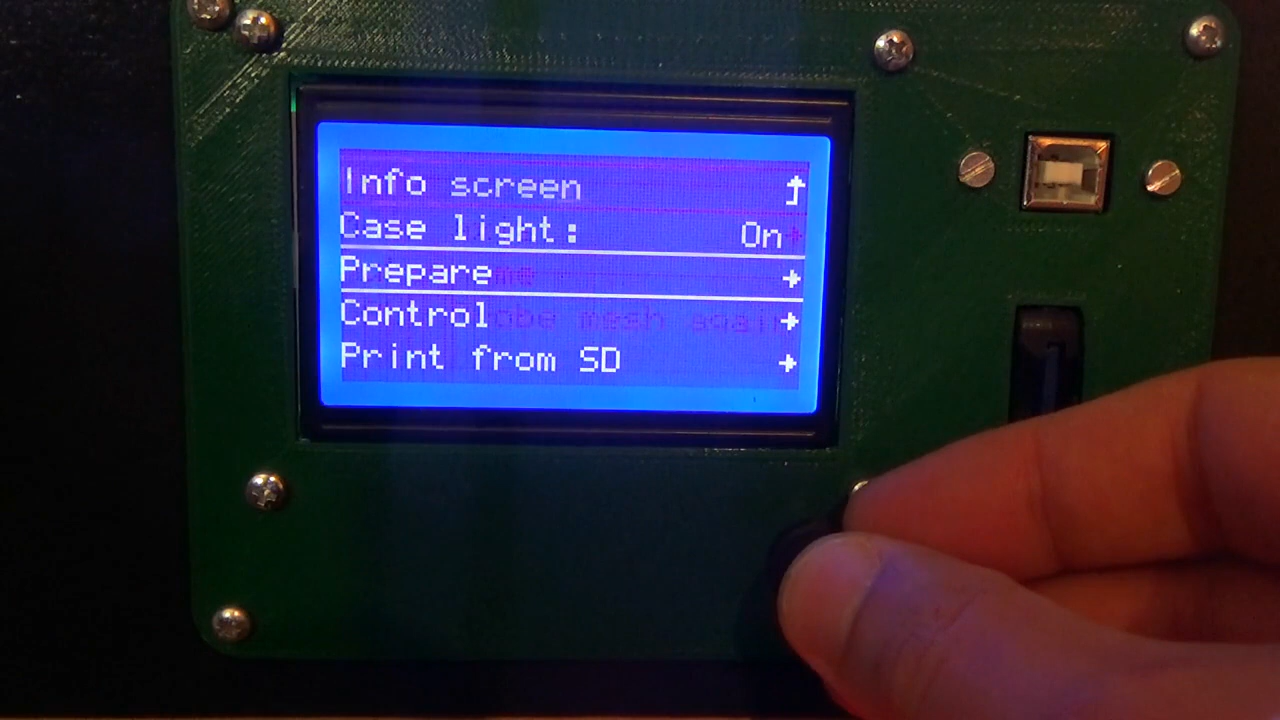 Info screen
Case light: On
Prepare
Control
Print from SD